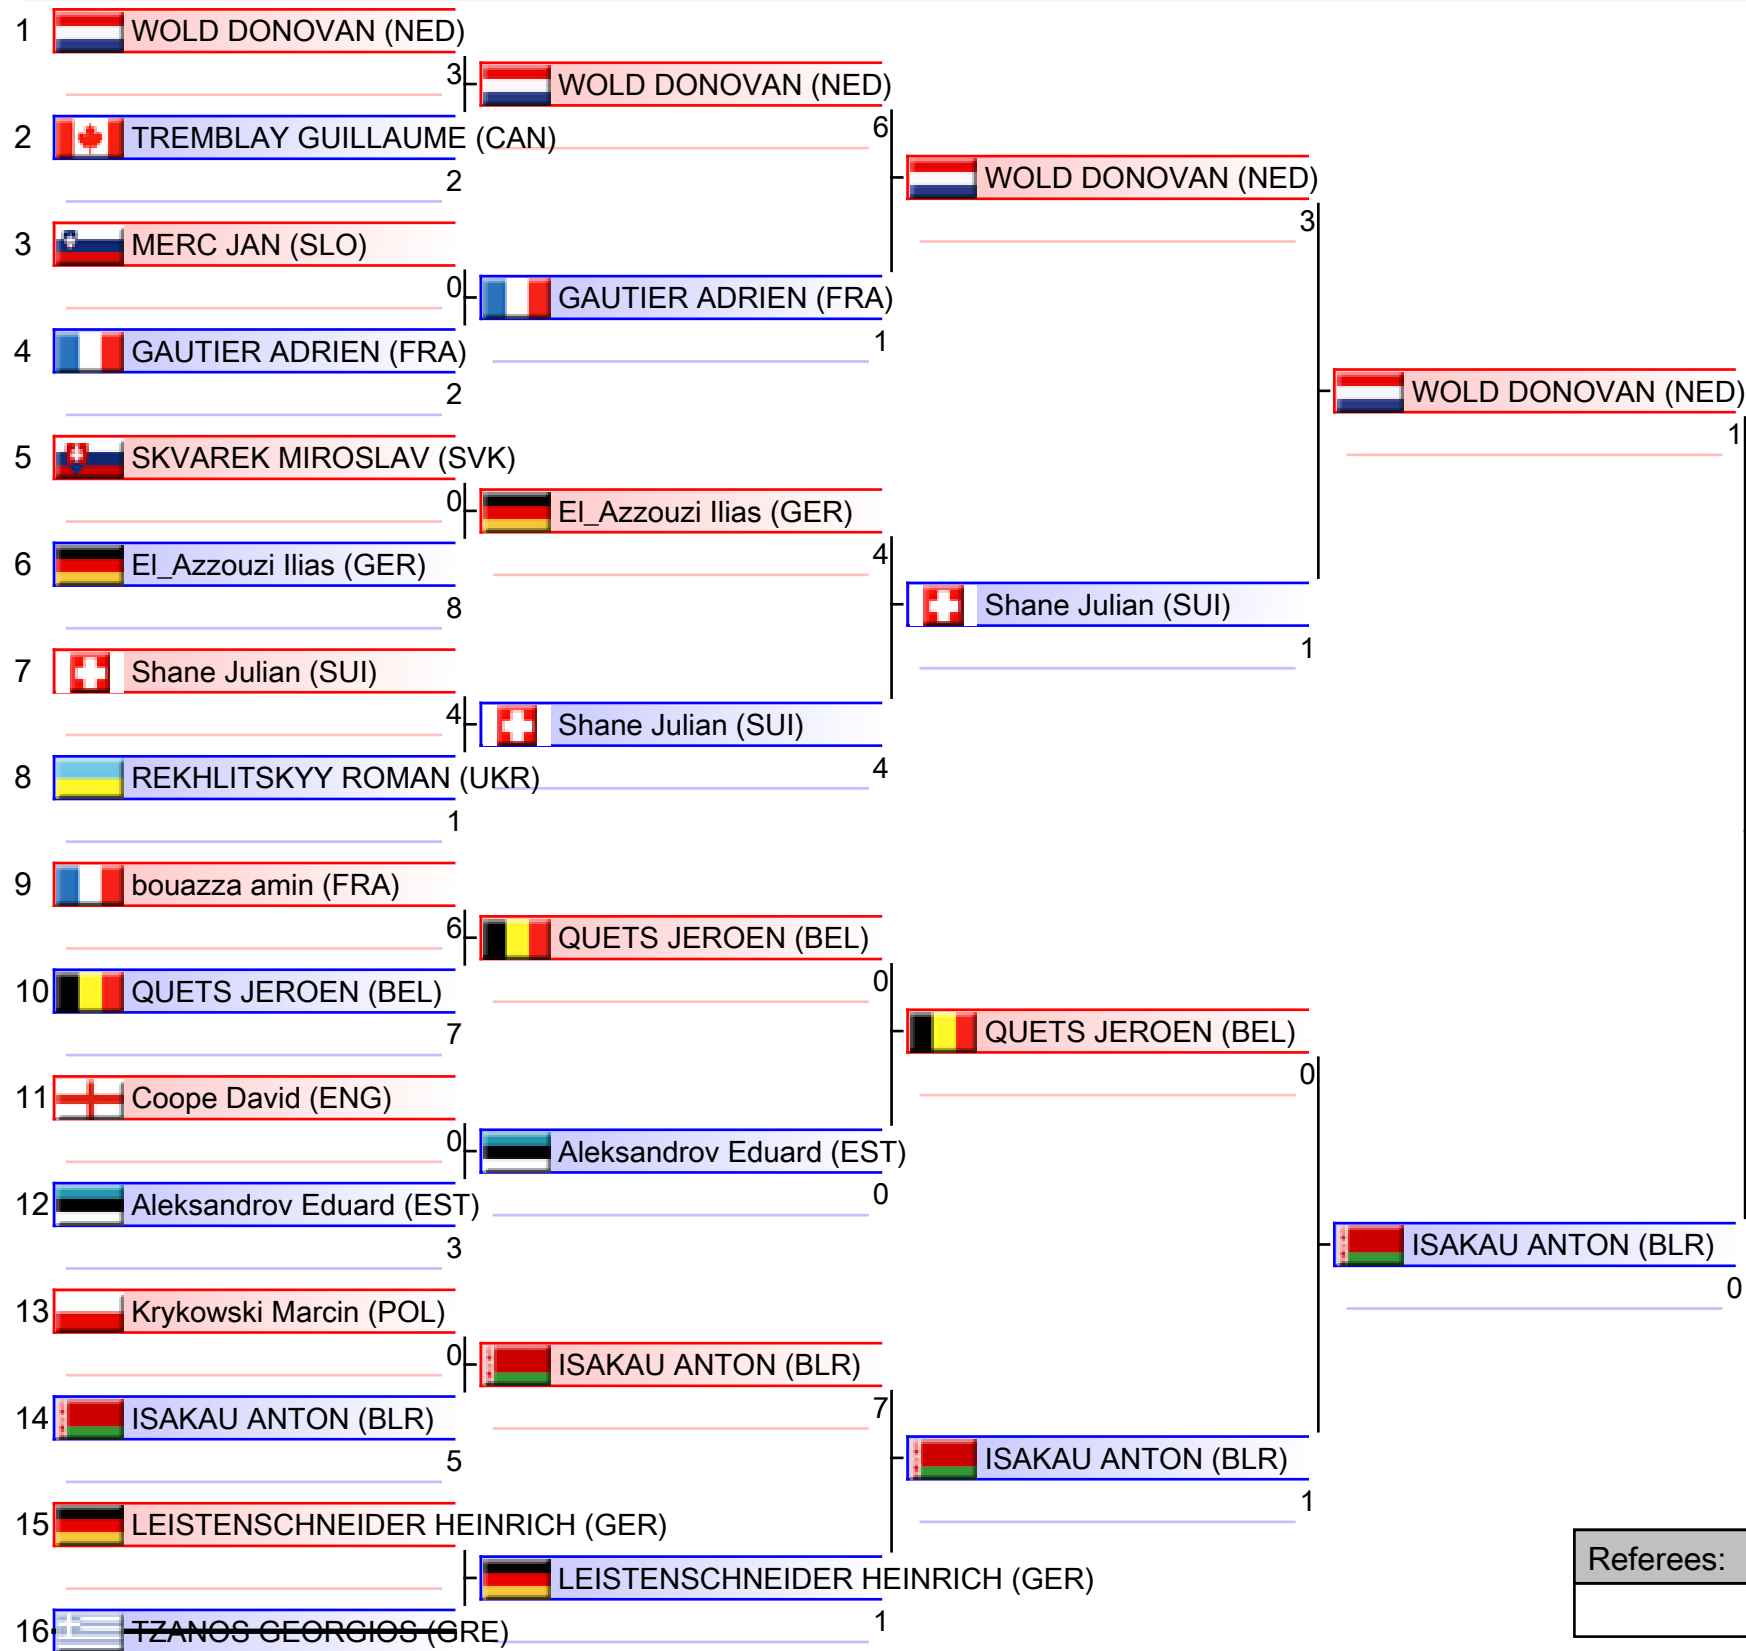 1 WOLD DONOVAN (NED)
3 WOLD DONOVAN (NED)
2 TREMBLAY GUILLAUME (CAN) 6
2 WOLD DONOVAN (NED)
3 MERC JAN (SLO) 3
0 GAUTIER ADRIEN (FRA)
4 GAUTIER ADRIEN (FRA) 1
2 WOLD DONOVAN (NED)
5 SKVAREK MIROSLAV (SVK) 1
0 El_Azzouzi Ilias (GER)
6 El_Azzouzi Ilias (GER) 4
8 Shane Julian (SUI)
7 Shane Julian (SUI) 1
4 Shane Julian (SUI)
8 REKHLITSKYY ROMAN (UKR) 4
1
9 bouazza amin (FRA)
6 QUETS JEROEN (BEL)
10 QUETS JEROEN (BEL) 0
7 QUETS JEROEN (BEL)
11 Coope David (ENG) 0
0 Aleksandrov Eduard (EST)
12 Aleksandrov Eduard (EST) 0
3 ISAKAU ANTON (BLR)
13 Krykowski Marcin (POL) 0
0 ISAKAU ANTON (BLR)
14 ISAKAU ANTON (BLR) 7
5 ISAKAU ANTON (BLR)
15 LEISTENSCHNEIDER HEINRICH (GER) 1
Referees:
LEISTENSCHNEIDER HEINRICH (GER)
16 TZANOS GEORGIOS (GRE) 1